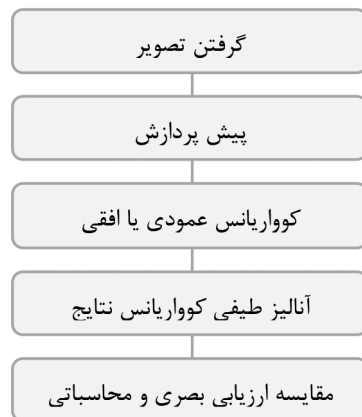 گرفتن تصویر
پیش پردازش
کوواریانس عمودی یا افقی
آنالیز طیفی کوواریانس نتایج
مقایسه ارزیابی بصری و محاسباتی